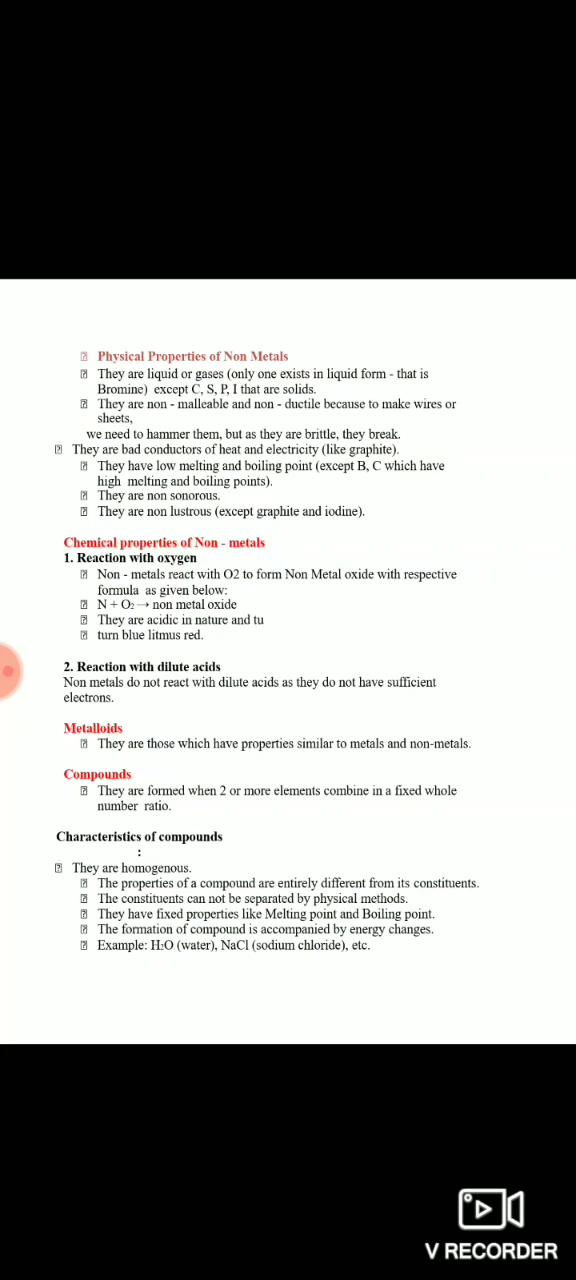 Physical Properties of Non Metals
They are liquid or gases (only one exists in liquid form - that is
Bromine) except C, S, P, I that are solids.
They are non - malleable and non - ductile because to make wires or
sheets,
we need to hammer them, but as they are brittle, they break.
They are bad conductors of heat and electricity (like graphite).
They have low melting and boiling point (except B, C which have
high melting and boiling points).
They are non sonorous.
They are non lustrous (except graphite and iodine).
Chemical properties of Non - metals
1. Reaction with oxygen
Non - metals react with O2 to form Non Metal oxide with respective
formula as given below:
N + O₂ → non metal oxide
They are acidic in nature and tu
turn blue litmus red.
2. Reaction with dilute acids
Non metals do not react with dilute acids as they do not have sufficient
electrons.
Metalloids
They are those which have properties similar to metals and non-metals.
Compounds
They are formed when 2 or more elements combine in a fixed whole
number ratio.
Characteristics of compounds
:
They are homogenous.
The properties of a compound are entirely different from its constituents.
The constituents can not be separated by physical methods.
They have fixed properties like Melting point and Boiling point.
The formation of compound is accompanied by energy changes.
Example: H₂O (water), NaCl (sodium chloride), etc.
V RECORDER